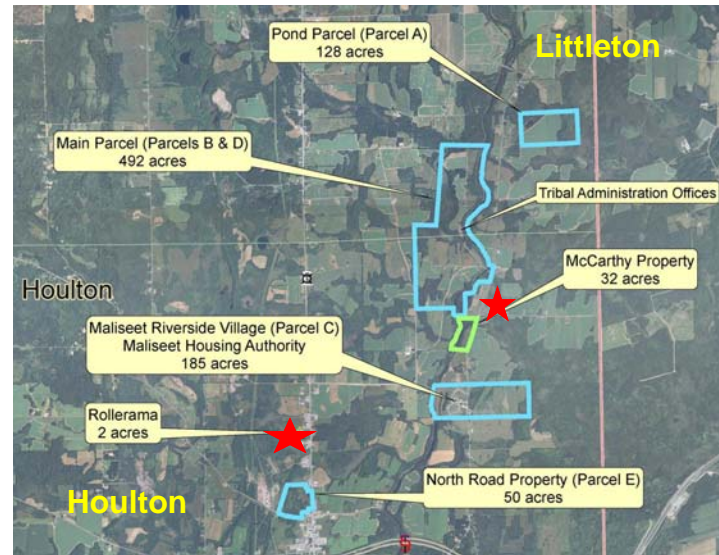 Pond Parcel (Parcel A)
128 acres
Littleton
Main Parcel (Parcels B & D)
492 acres
Tribal Administration Offices
McCarthy Property
32 acres
Houlton
Maliseet Riverside Village (Parcel C)
Maliseet Housing Authority
185 acres
Rollerama
2 acres
North Road Property (Parcel E)
50 acres
Houlton